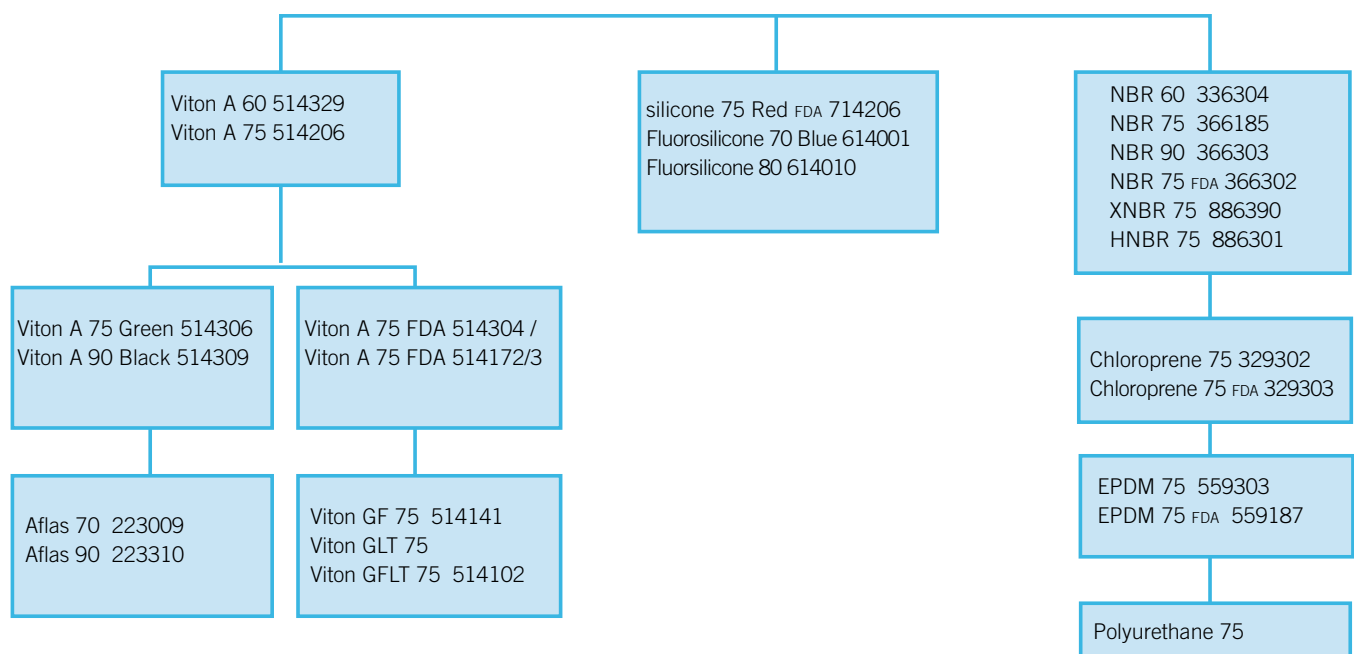 Viton A 60 514329
Viton A 75 514206
silicone 75 Red FDA 714206
Fluorosilicone 70 Blue 614001
Fluorsilicone 80 614010
NBR 60 336304
NBR 75 366185
NBR 90 366303
NBR 75 FDA 366302
XNBR 75 886390
HNBR 75 886301
Viton A 75 Green 514306
Viton A 90 Black 514309
Viton A 75 FDA 514304 /
Viton A 75 FDA 514172/3
Chloroprene 75 329302
Chloroprene 75 FDA 329303
Aflas 70 223009
Aflas 90 223310
Viton GF 75 514141
Viton GLT 75
Viton GFLT 75 514102
EPDM 75 559303
EPDM 75 FDA 559187
Polyurethane 75